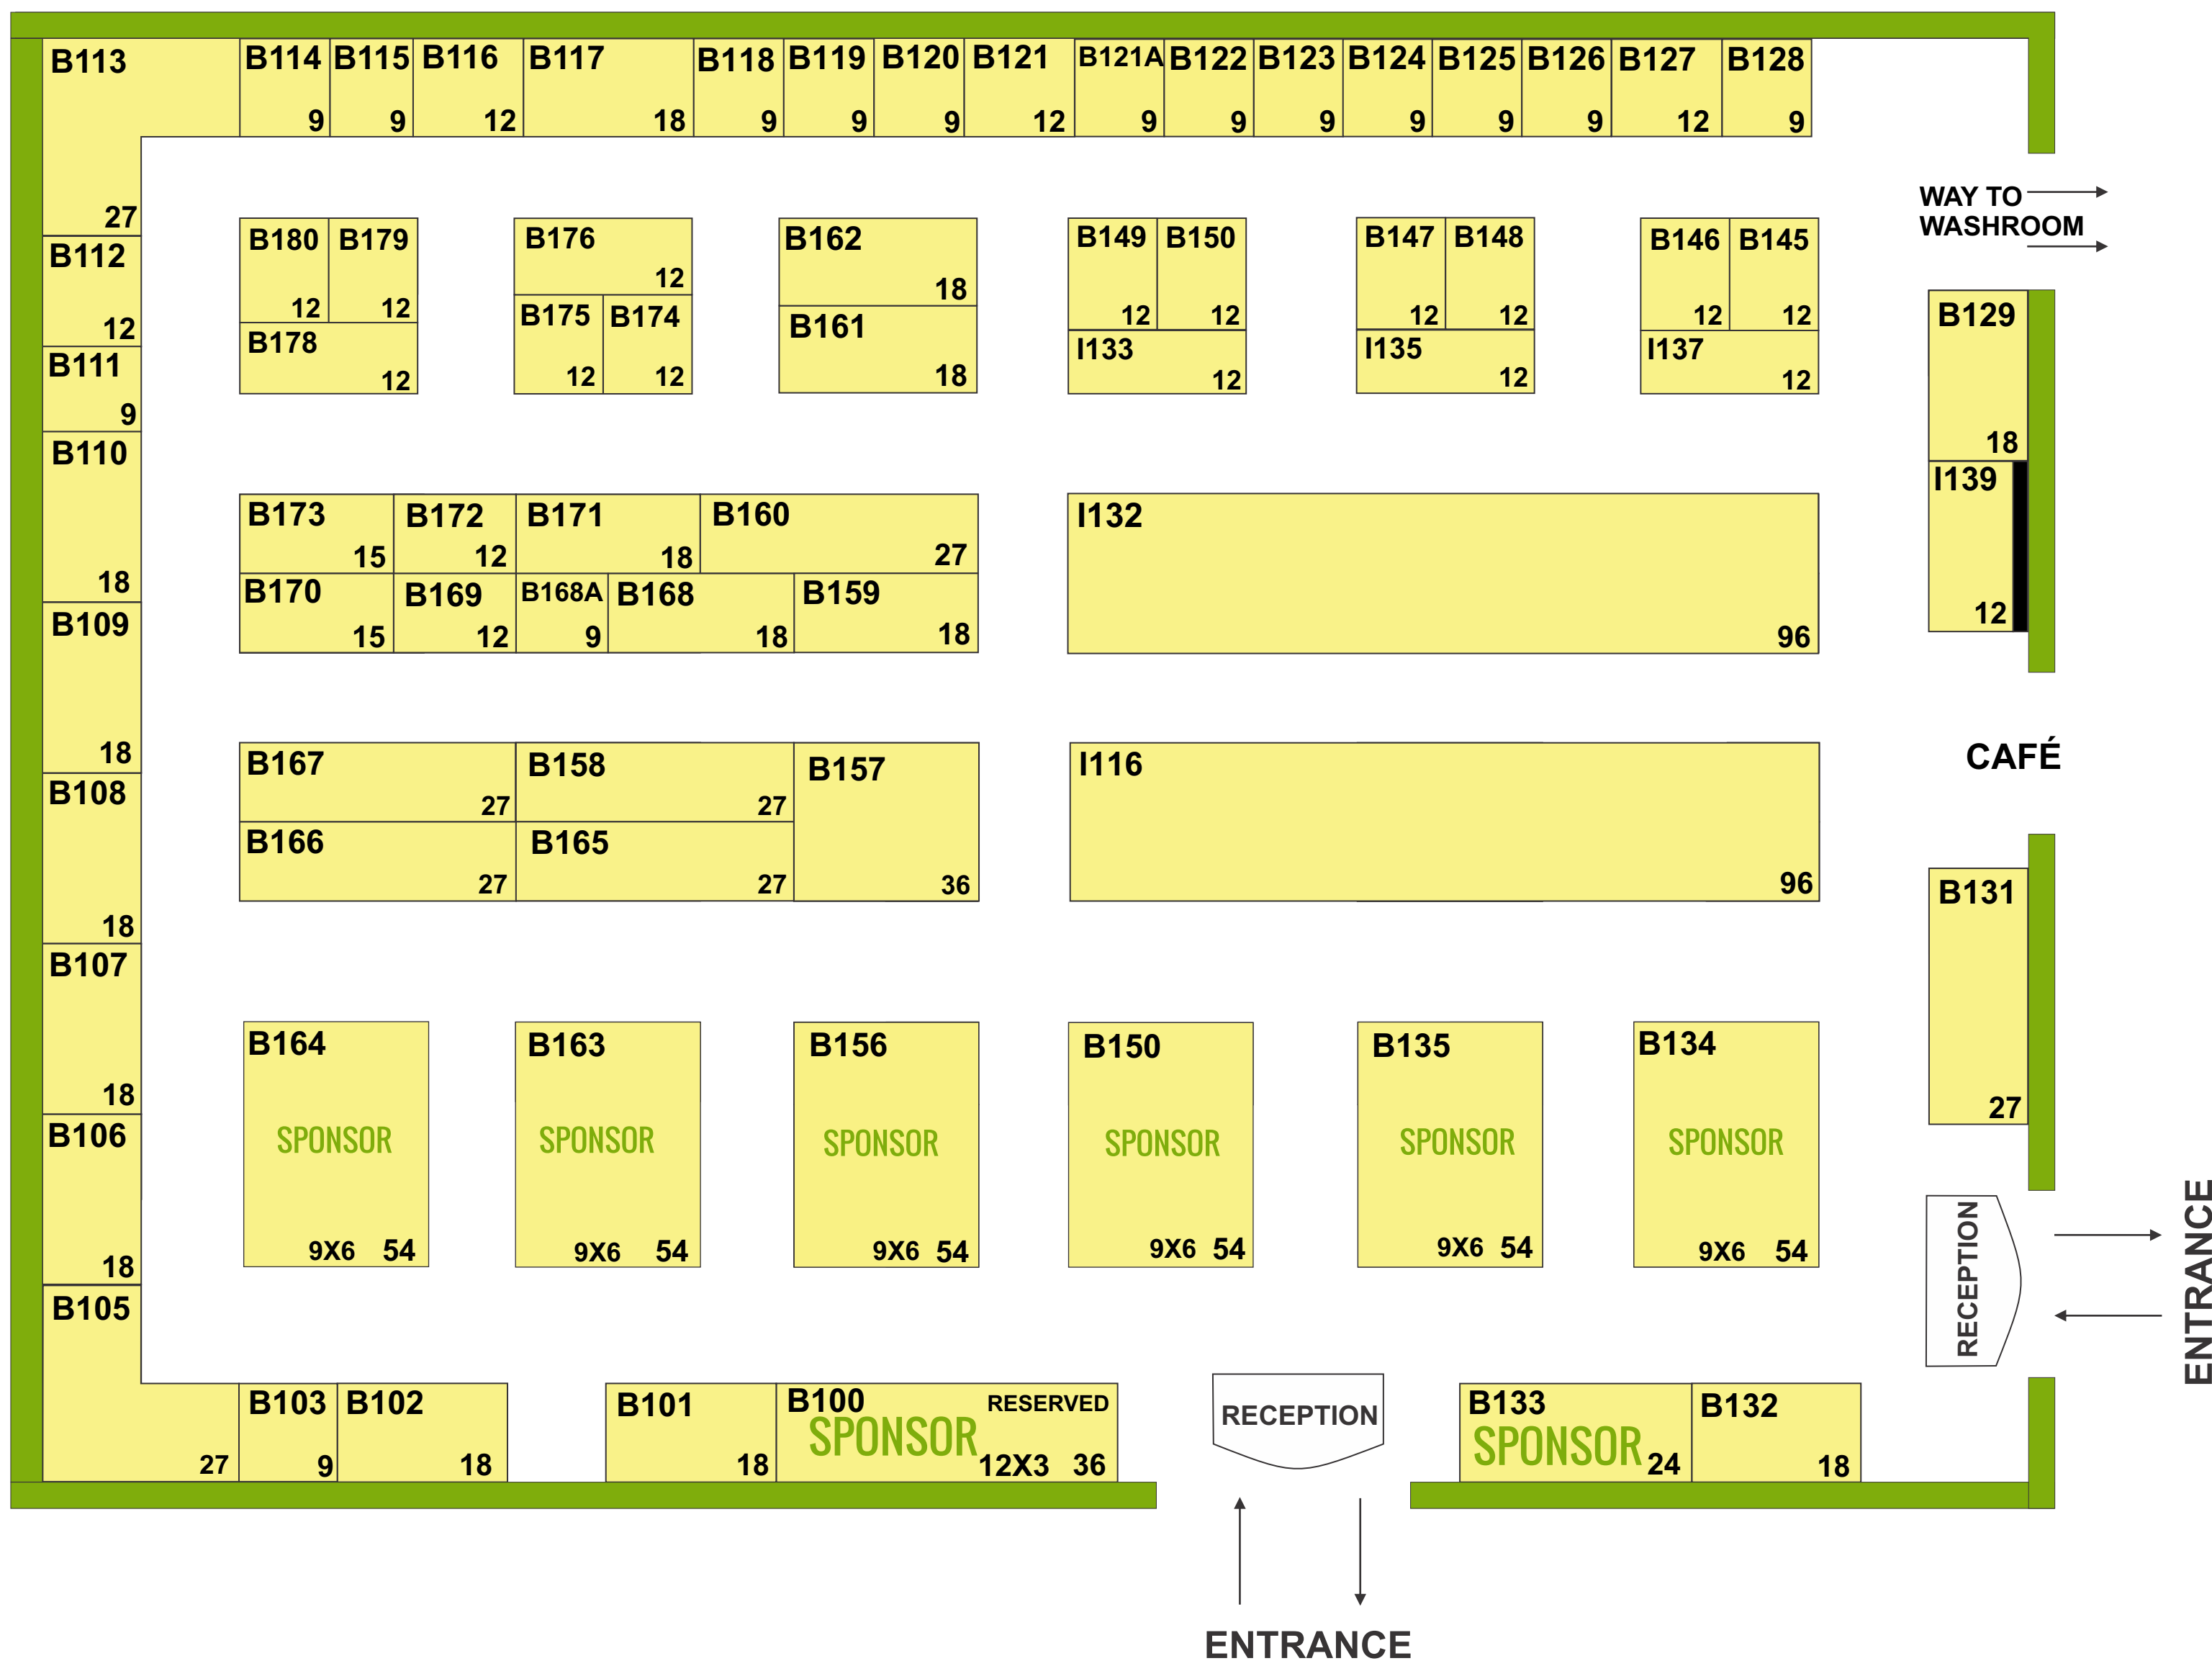 B113 B114 B115 B116 B117 B118 B119 B120 B121 B121A B122 B123 B124 B125 B126 B127 B128
9 9 12 18 9 9 9 12 9 9 9 9 9 9 12 9
27
WAY TO
WASHROOM
B112
12
B111
9
B110
18
B109
18
B108
18
B107
18
B106
18
B105
27
B180 B179
12 12
B178
12
B176
12
B175 B174
12 12
B162
18
B161
18
B149 B150
12 12
I133
12
B147 B148
12 12
I135
12
B146 B145
12 12
I137
12
B129
18
I139
12
B173 B172 B171 B160
15 12 18 27
B170 B169 B168A B168 B159
15 12 9 18 18
I132
96
CAFÉ
B167 B158 B157
27 27
B166 B165
27 27 36
I116
96
B131
27
B164
SPONSOR
9X6 54
B163
SPONSOR
9X6 54
B156
SPONSOR
9X6 54
B150
SPONSOR
9X6 54
B135
SPONSOR
9X6 54
B134
SPONSOR
9X6 54
RECEPTION
ENTRANCE
B103
9
B102
18
B101
18
B100 RESERVED
SPONSOR
12X3 36
RECEPTION
B133
SPONSOR
24
B132
18
ENTRANCE